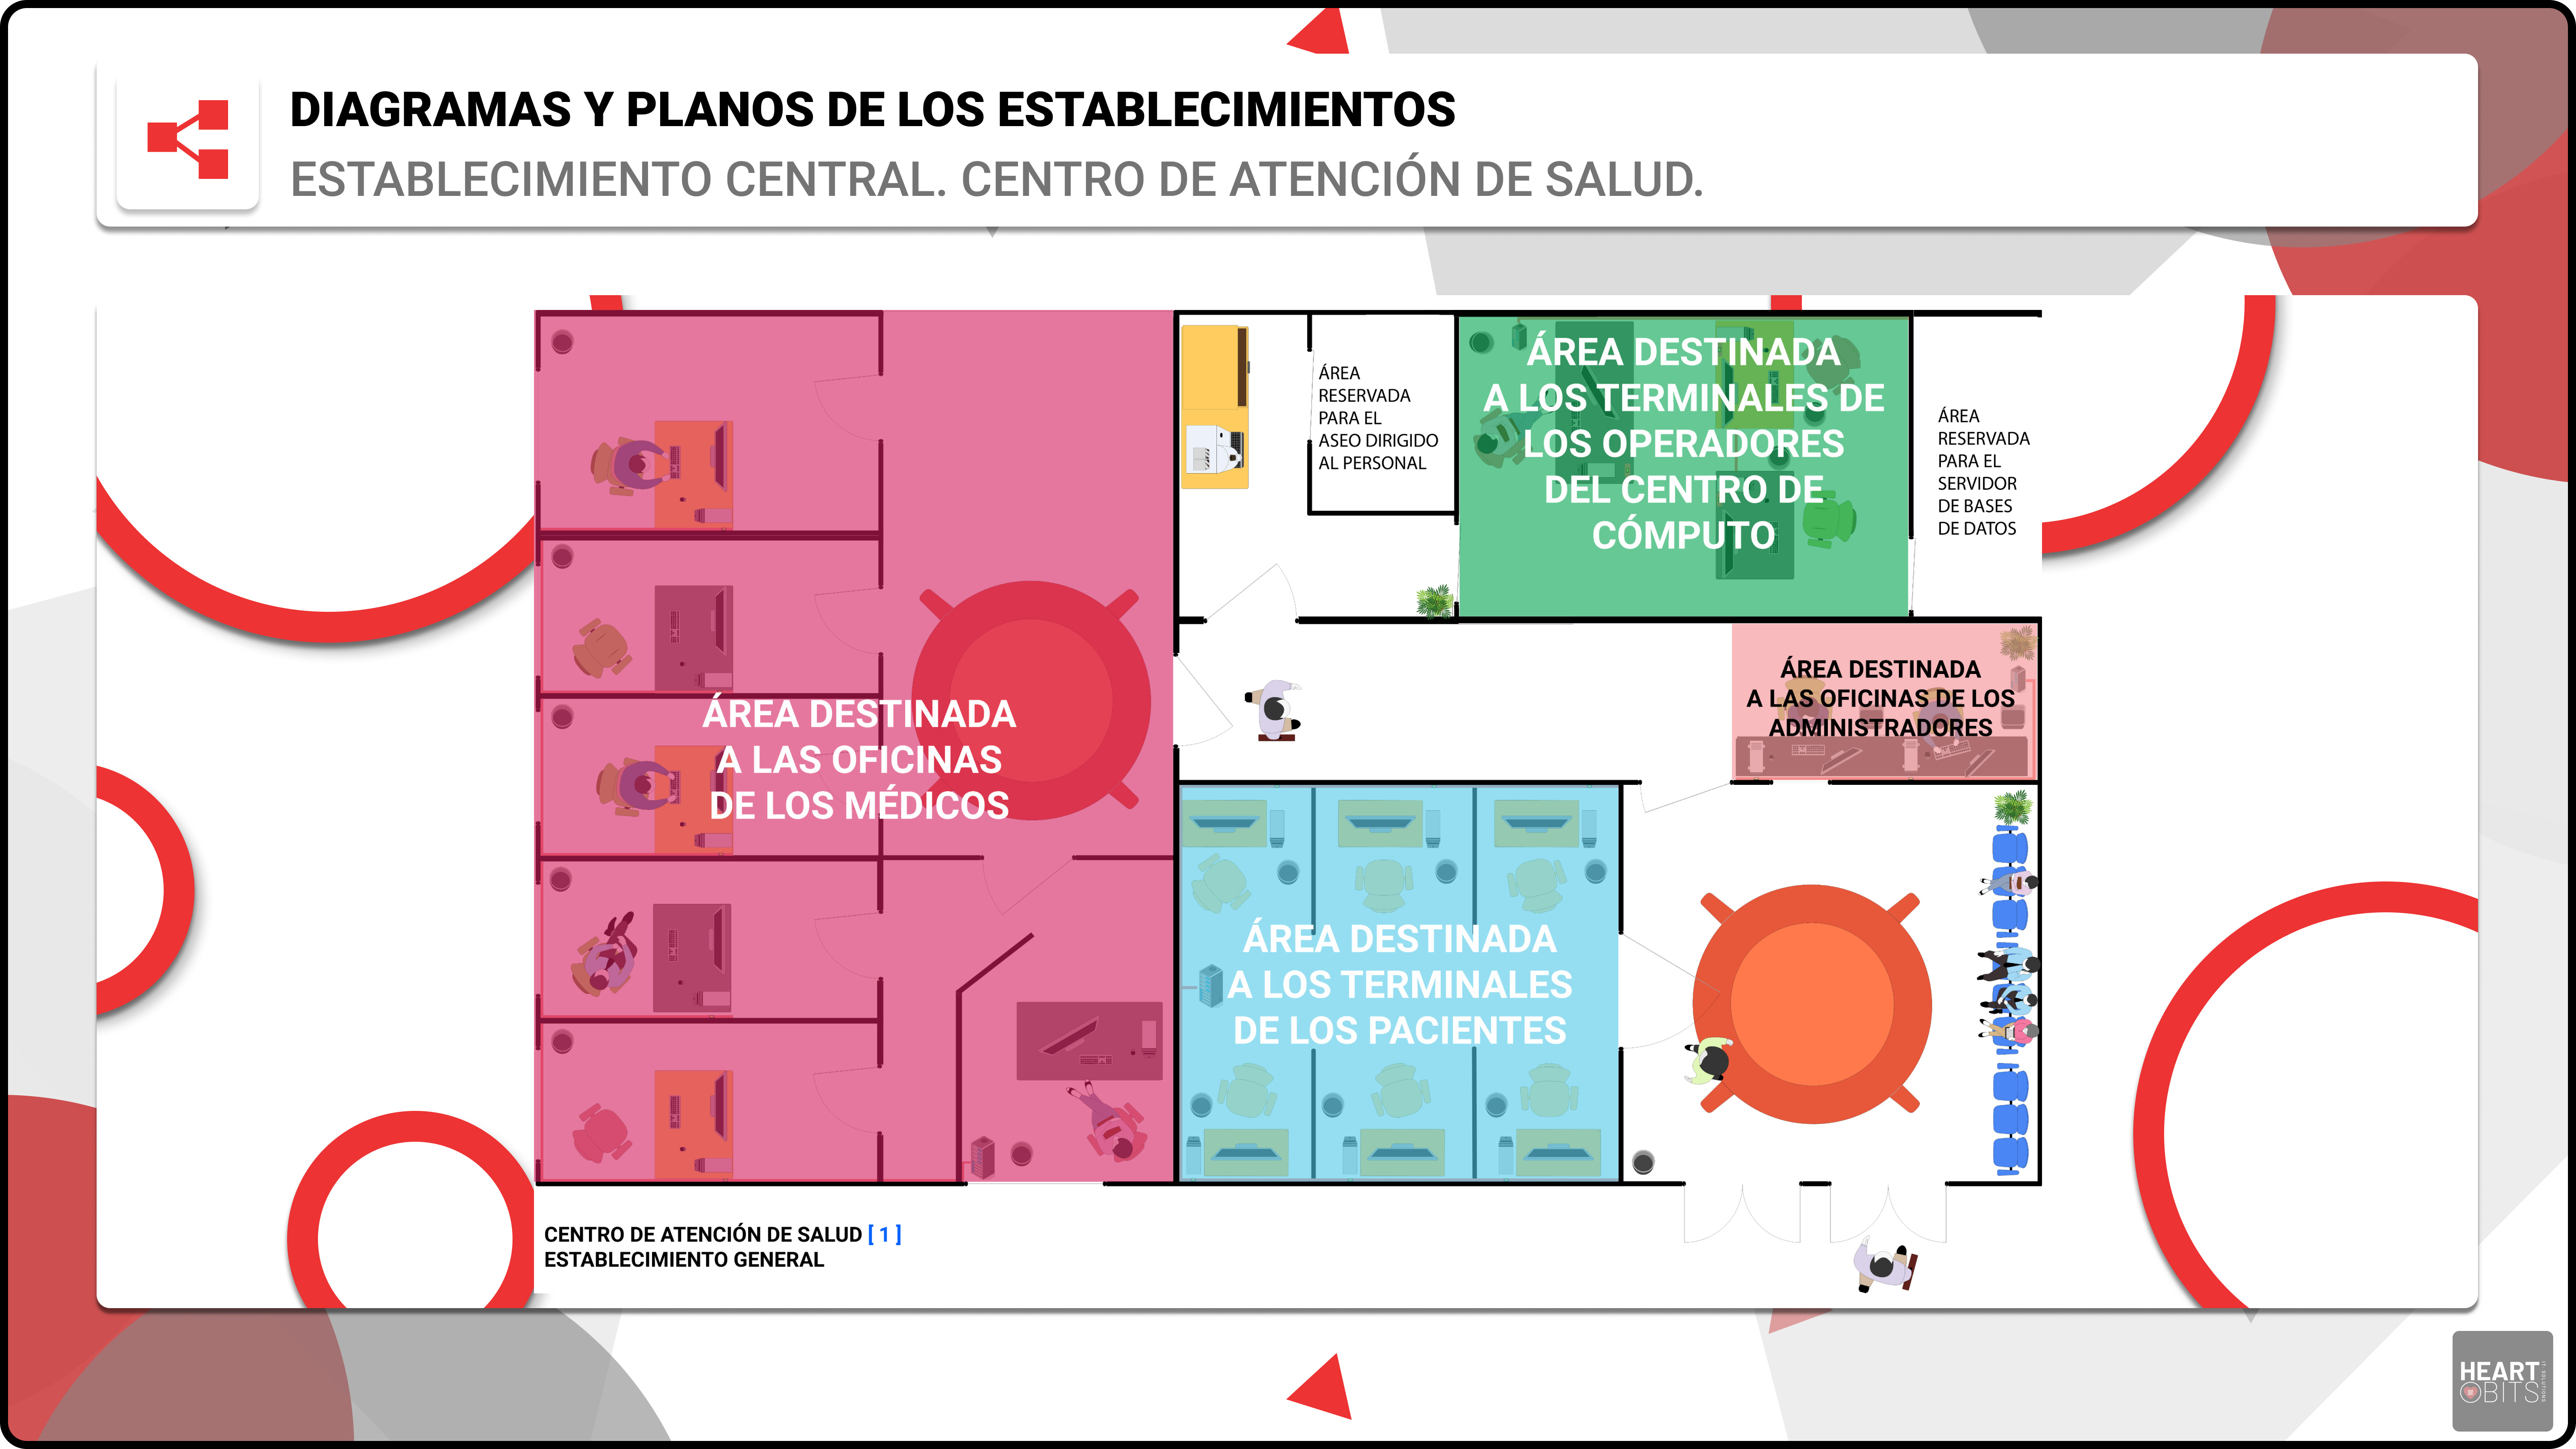 DIAGRAMAS Y PLANOS DE LOS ESTABLECIMIENTOS
ESTABLECIMIENTO CENTRAL. CENTRO DE ATENCIÓN DE SALUD.
ÁREA
RESERVADA
PARA EL
ASEO DIRIGIDO
AL PERSONAL
ÁREA DESTINADA
A LOS TERMINALES DE
LOS OPERADORES
DEL CENTRO DE
CÓMPUTO
ÁREA
RESERVADA
PARA EL
SERVIDOR
DE BASES
DE DATOS
ÁREA DESTINADA
A LAS OFICINAS DE LOS
ADMINISTRADORES
ÁREA DESTINADA
A LAS OFICINAS
DE LOS MÉDICOS
ÁREA DESTINADA
A LOS TERMINALES
DE LOS PACIENTES
CENTRO DE ATENCIÓN DE SALUD [ 1 ]
ESTABLECIMIENTO GENERAL
HEART
BITS
IT SOLUTIONS